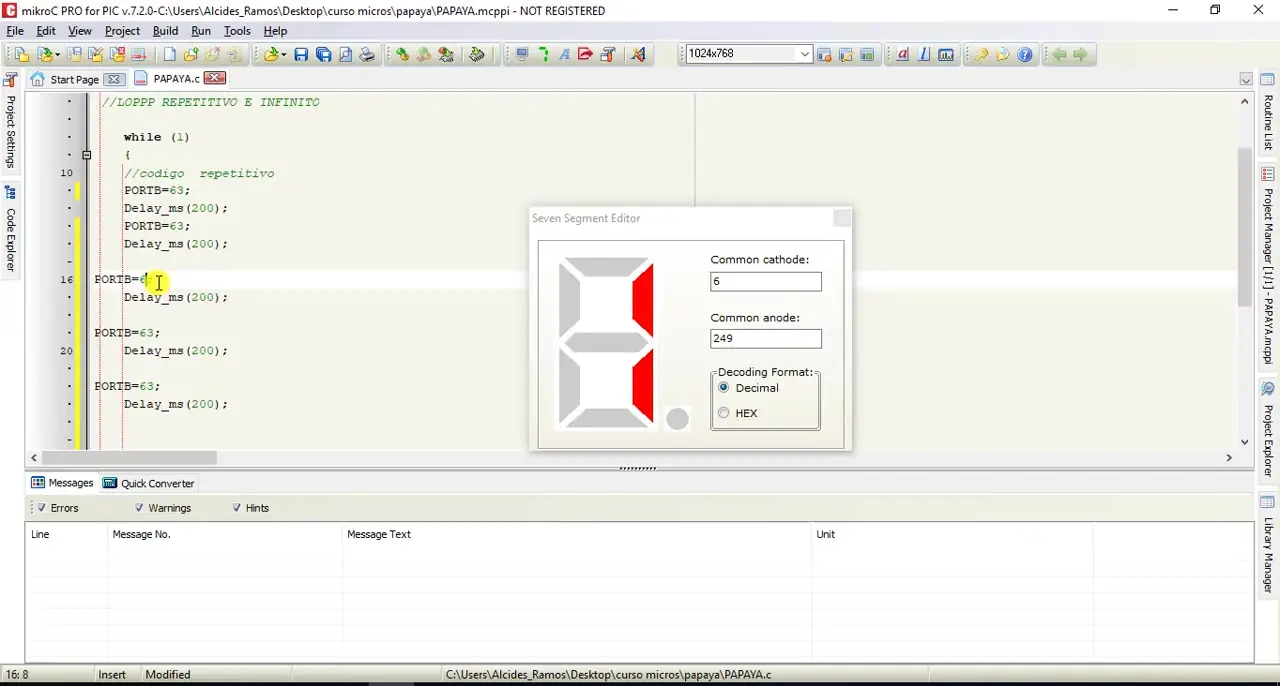 mikroC PRO for PIC v.7.2.0-C:\Users\Alcides_Ramos\Desktop\curso micros\papaya\PAPAYA.mcppi - NOT REGISTERED
File Edit View Project Build Run Tools Help
1024x768
Start Page
PAPAYA.c
Project Settings
Code Explorer
//LOPPP REPETITIVO E INFINITO
while (1)
{
10 //codigo repetitivo
PORTB=63;
Delay_ms(200);
PORTB=63;
Delay_ms(200);
16 PORTB=6;
Delay_ms(200);
PORTB=63;
20 Delay_ms(200);
PORTB=63;
Delay_ms(200);
Seven Segment Editor
Common cathode:
6
Common anode:
249
Decoding Format:
Decimal
HEX
Routine List
Project Manager [1/1] - PAPAYA.mcppi
Project Explorer
Library Manager
Messages Quick Converter
Errors Warnings Hints
Line Message No. Message Text Unit
16: 8 Insert Modified C:\Users\Alcides_Ramos\Desktop\curso micros\papaya\PAPAYA.c